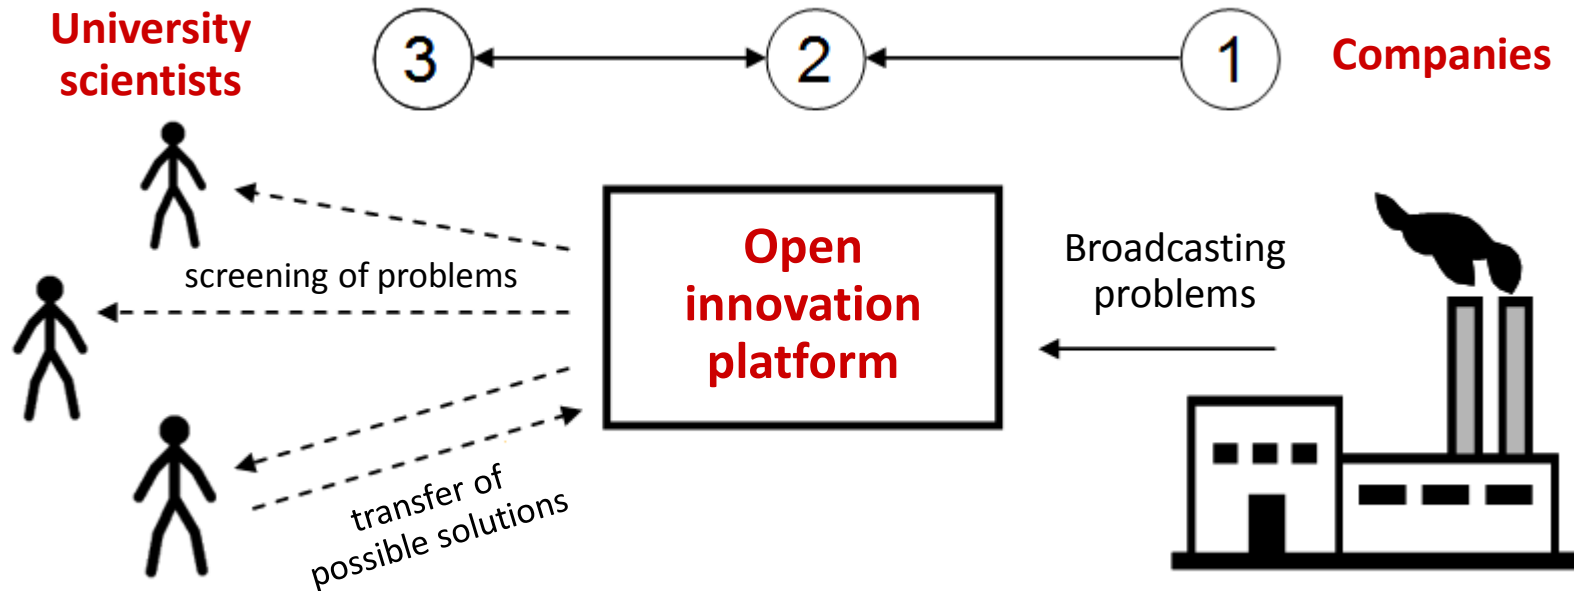 University
scientists
3
2
1
Companies
screening of problems
Open
innovation
platform
Broadcasting
problems
transfer of
possible solutions